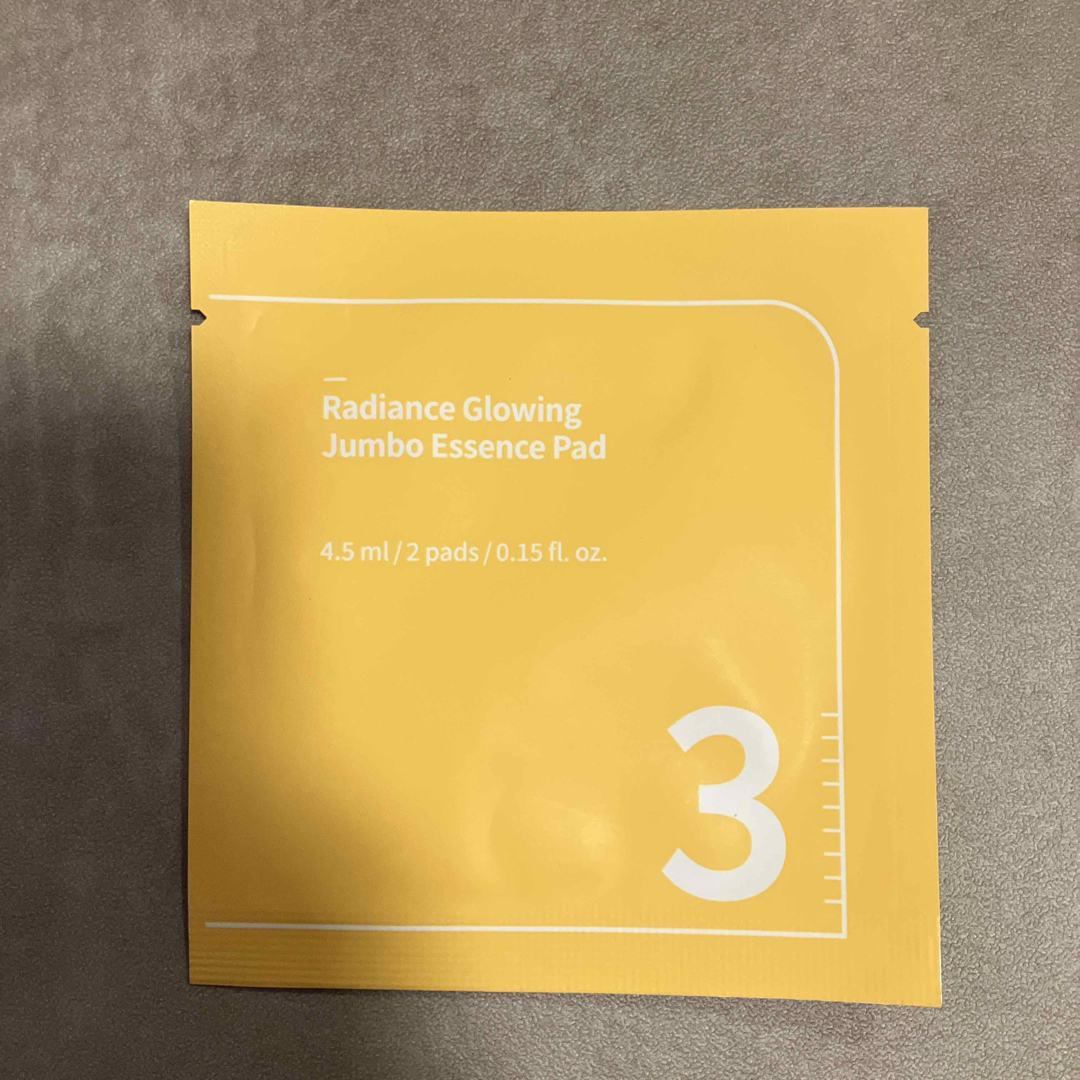 Radiance Glowing
Jumbo Essence Pad
4.5 ml / 2 pads / 0.15 fl. oz.
3